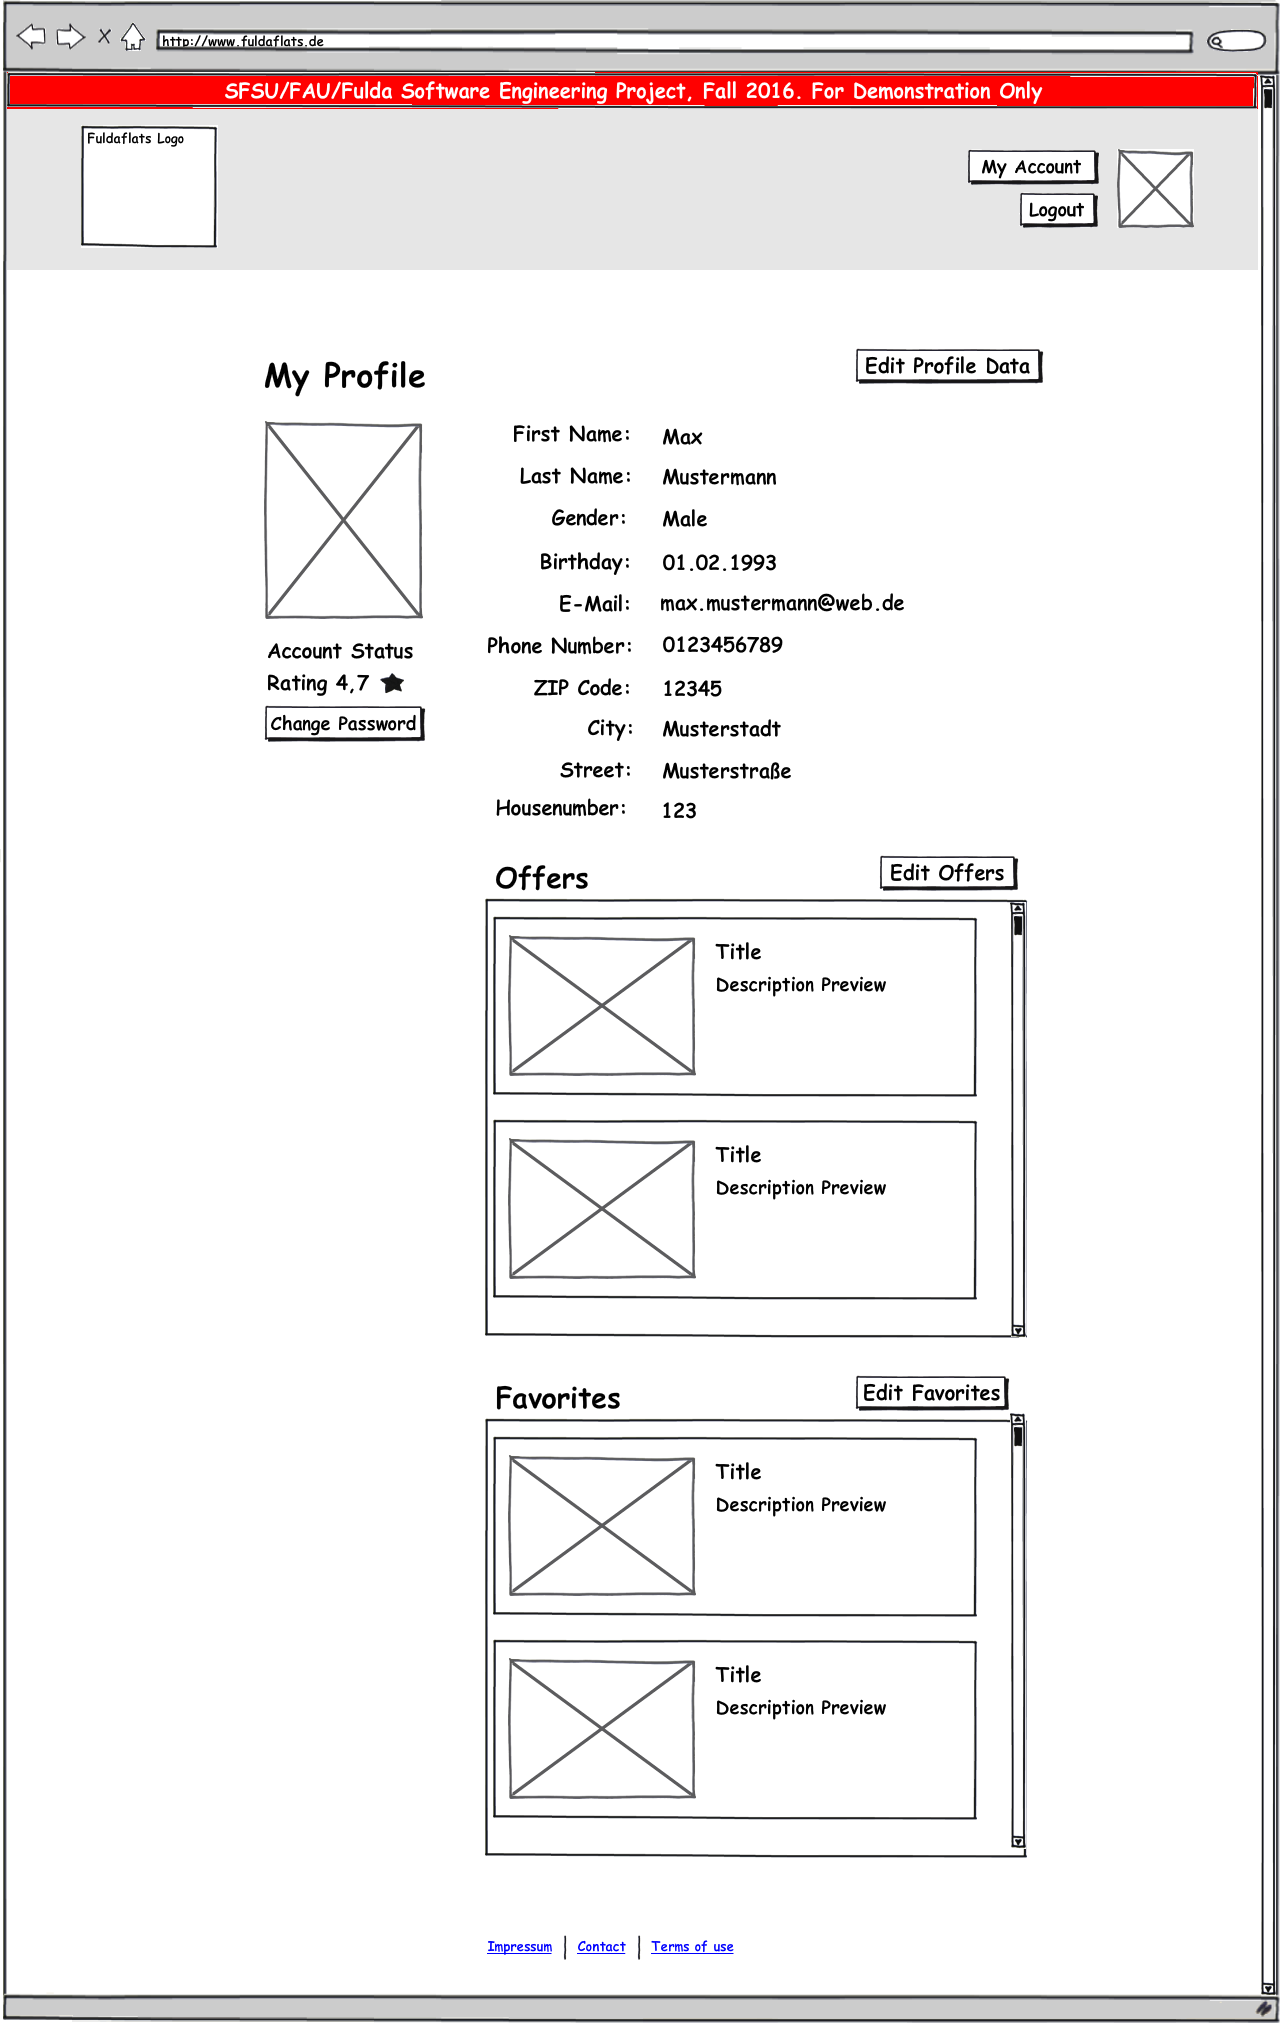 http://www.fuldaflats.de
SFSU/FAU/Fulda Software Engineering Project, Fall 2016. For Demonstration Only
Fuldaflats Logo
My Account
Logout
My Profile
Edit Profile Data
First Name: Max
Last Name: Mustermann
Gender: Male
Birthday: 01.02.1993
E-Mail: max.mustermann@web.de
Phone Number: 0123456789
ZIP Code: 12345
City: Musterstadt
Street: Musterstraße
Housenumber: 123
Account Status
Rating 4,7
Change Password
Offers
Edit Offers
Title
Description Preview
Title
Description Preview
Favorites
Edit Favorites
Title
Description Preview
Title
Description Preview
Impressum | Contact | Terms of use